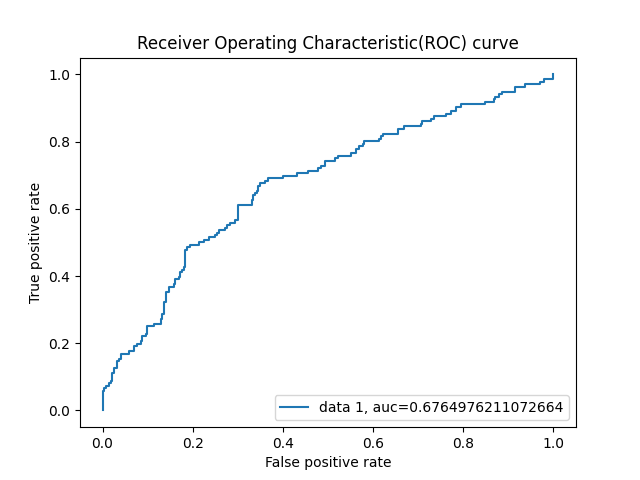 Receiver Operating Characteristic(ROC) curve
1.0
0.8
0.6
0.4
0.2
0.0
True positive rate
data 1, auc=0.6764976211072664
0.0 0.2 0.4 0.6 0.8 1.0
False positive rate